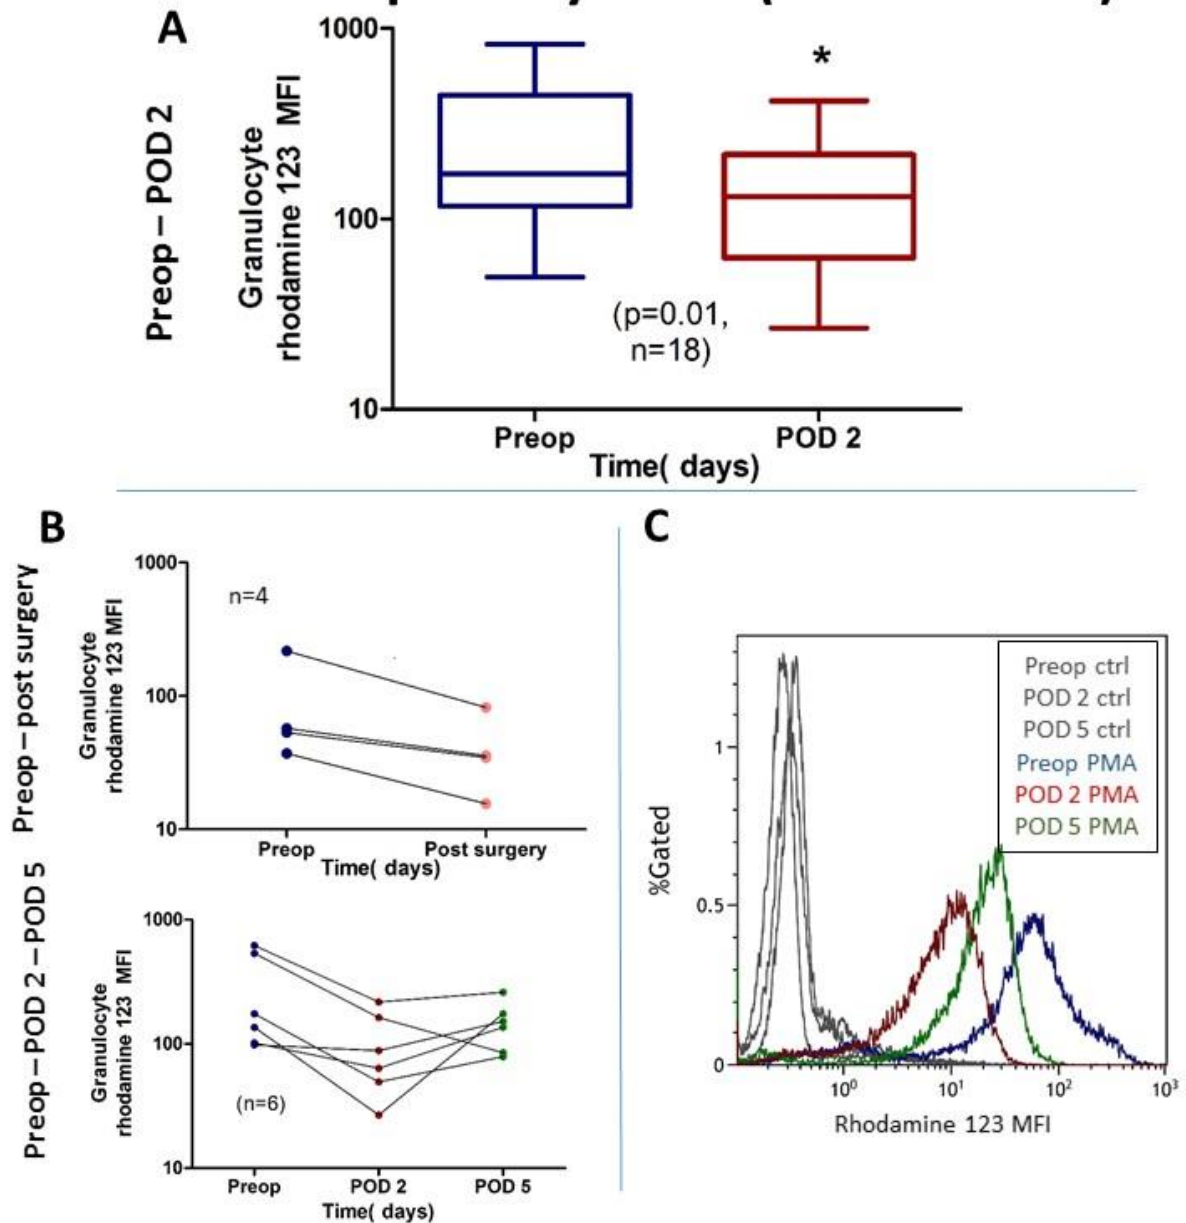 A
Preop – POD 2
Granulocyte
rhodamine 123 MFI
1000
100
10
*
(p=0.01,
n=18)
Preop
POD 2
Time( days)
B
Preop – post surgery
Granulocyte
rhodamine 123 MFI
1000
100
10
n=4
Preop
Post surgery
Time( days)
Preop – POD 2 – POD 5
Granulocyte
rhodamine 123 MFI
1000
100
10
(n=6)
Preop
POD 2
POD 5
Time( days)
C
%Gated
1
0.5
0
Preop ctrl
POD 2 ctrl
POD 5 ctrl
Preop PMA
POD 2 PMA
POD 5 PMA
10⁰
10¹
10²
10³
Rhodamine 123 MFI